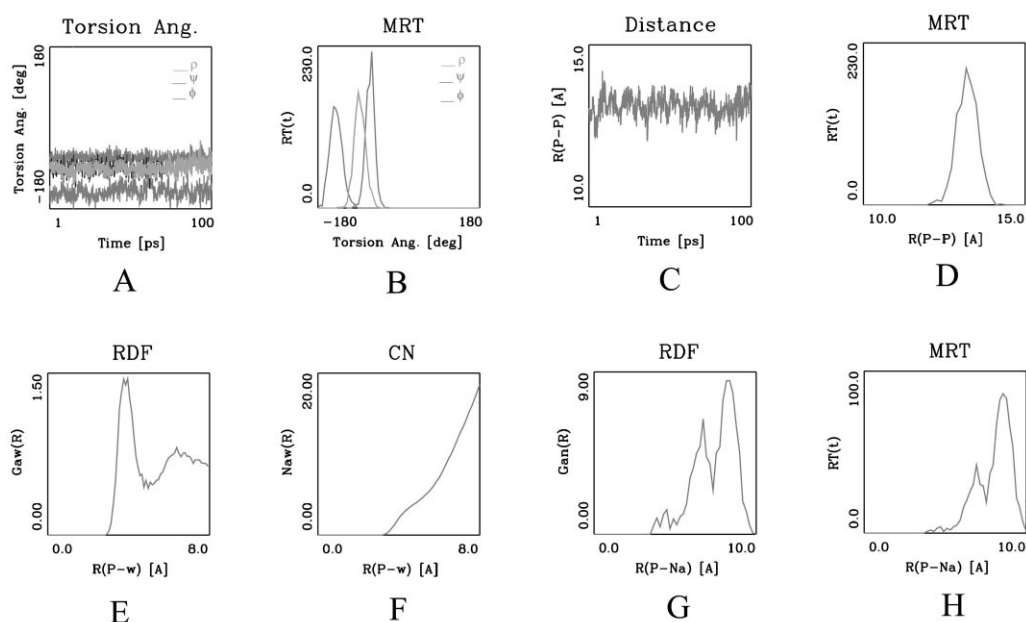 Torsion Ang.
180
ρ
ψ
φ
Torsion Ang. [deg]
-180
1
100
Time [ps]
A
MRT
230.0
ρ
ψ
φ
RT(t)
0.0
-180
180
Torsion Ang. [deg]
B
Distance
15.0
R(P-P) [A]
10.0
1
100
Time [ps]
C
MRT
230.0
RT(t)
0.0
10.0
15.0
R(P-P) [A]
D
RDF
1.50
Gaw(R)
0.00
0.0
8.0
R(P-w) [A]
E
CN
20.00
Naw(R)
0.00
0.0
8.0
R(P-w) [A]
F
RDF
9.00
Gan(R)
0.00
0.0
10.0
R(P-Na) [A]
G
MRT
100.0
RT(t)
0.0
0.0
10.0
R(P-Na) [A]
H